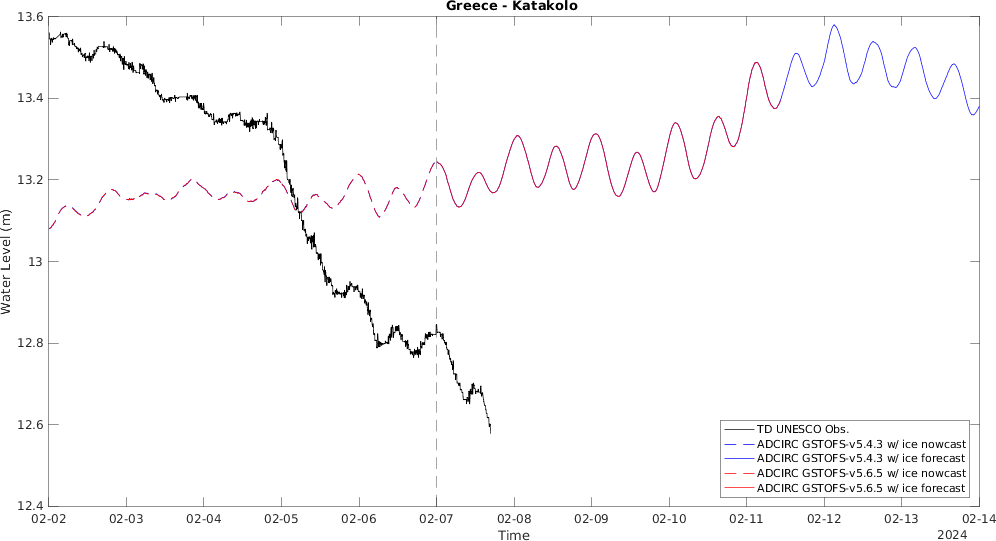 Greece - Katakolo
13.6
13.4
13.2
13
12.8
12.6
12.4
Water Level (m)
TD UNESCO Obs.
ADCIRC GSTOFS-v5.4.3 w/ ice nowcast
ADCIRC GSTOFS-v5.4.3 w/ ice forecast
ADCIRC GSTOFS-v5.6.5 w/ ice nowcast
ADCIRC GSTOFS-v5.6.5 w/ ice forecast
02-02 02-03 02-04 02-05 02-06 02-07 02-08 02-09 02-10 02-11 02-12 02-13 02-14
Time
2024